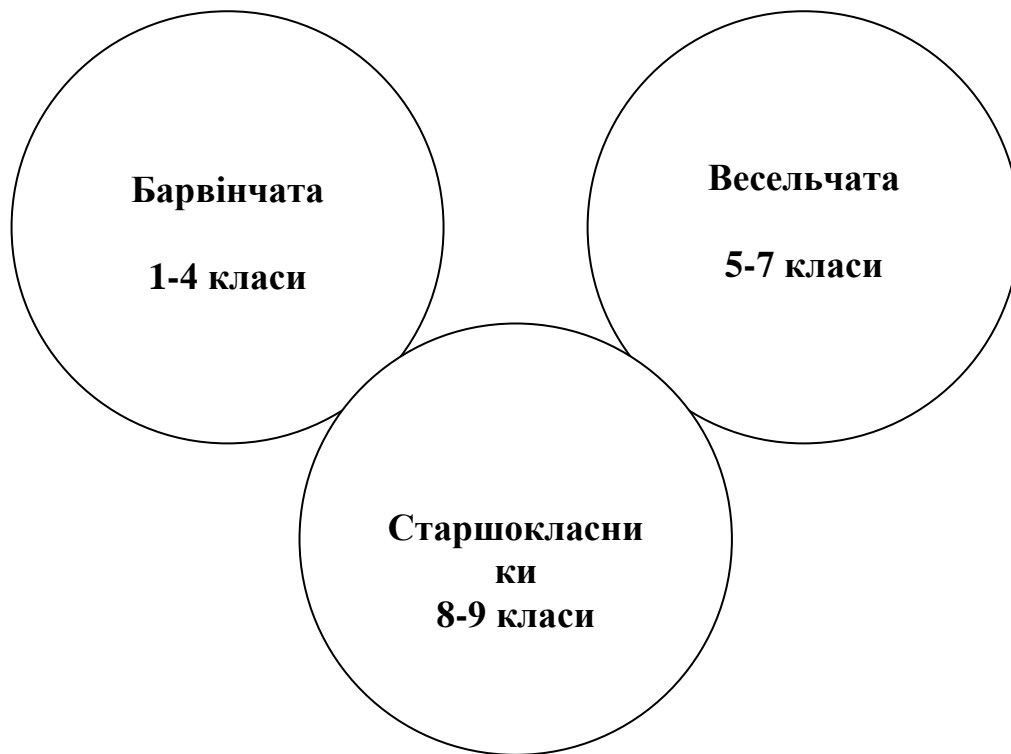 Барвінчата
1-4 класи
Весельчата
5-7 класи
Старшокласни
ки
8-9 класи